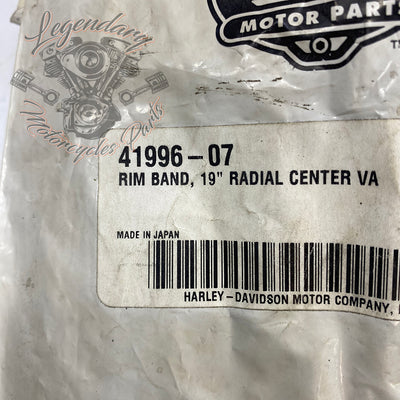 MOTOR PARTS
Legendary
Motorcycles Parts
41996-07
RIM BAND, 19" RADIAL CENTER VA
MADE IN JAPAN
HARLEY-DAVIDSON MOTOR COMPANY,